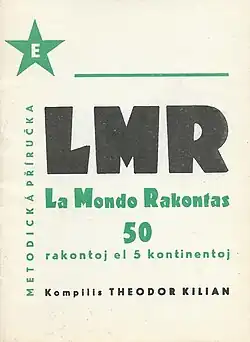 E
METODICKÁ PŘÍRUČKA
LMR
La Mondo Rakontas
50
rakontoj el 5 kontinentoj
Kompilis THEODOR KILIAN